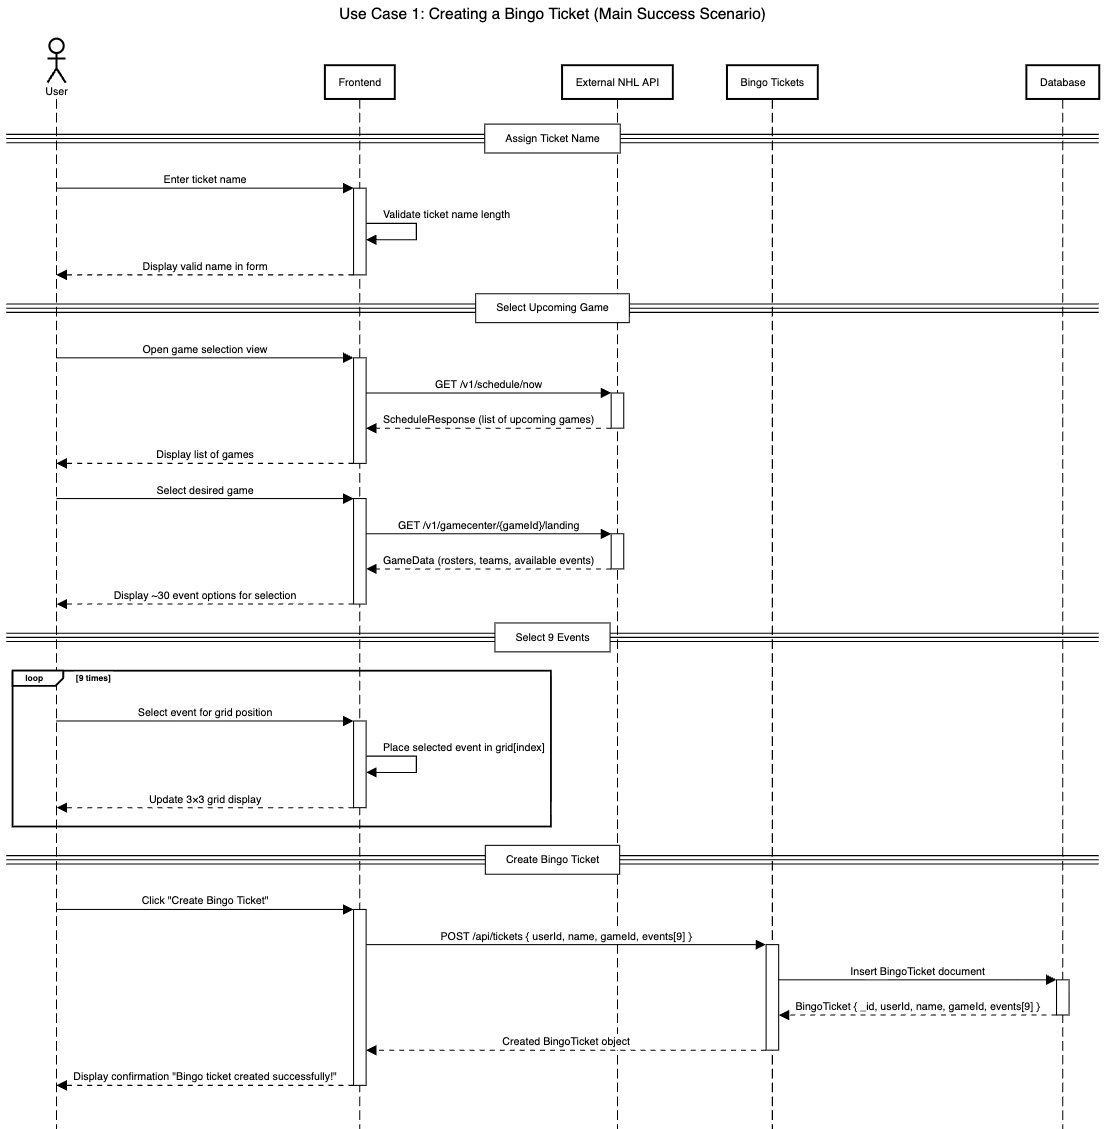 Use Case 1: Creating a Bingo Ticket (Main Success Scenario)
User
Frontend
External NHL API
Bingo Tickets
Database
Assign Ticket Name
Enter ticket name
Validate ticket name length
Display valid name in form
Select Upcoming Game
Open game selection view
GET /v1/schedule/now
ScheduleResponse (list of upcoming games)
Display list of games
Select desired game
GET /v1/gamecenter/{gameId}/landing
GameData (rosters, teams, available events)
Display ~30 event options for selection
Select 9 Events
loop
[9 times]
Select event for grid position
Place selected event in grid[index]
Update 3×3 grid display
Create Bingo Ticket
Click "Create Bingo Ticket"
POST /api/tickets { userId, name, gameId, events[9] }
Insert BingoTicket document
BingoTicket { _id, userId, name, gameId, events[9] }
Created BingoTicket object
Display confirmation "Bingo ticket created successfully!"